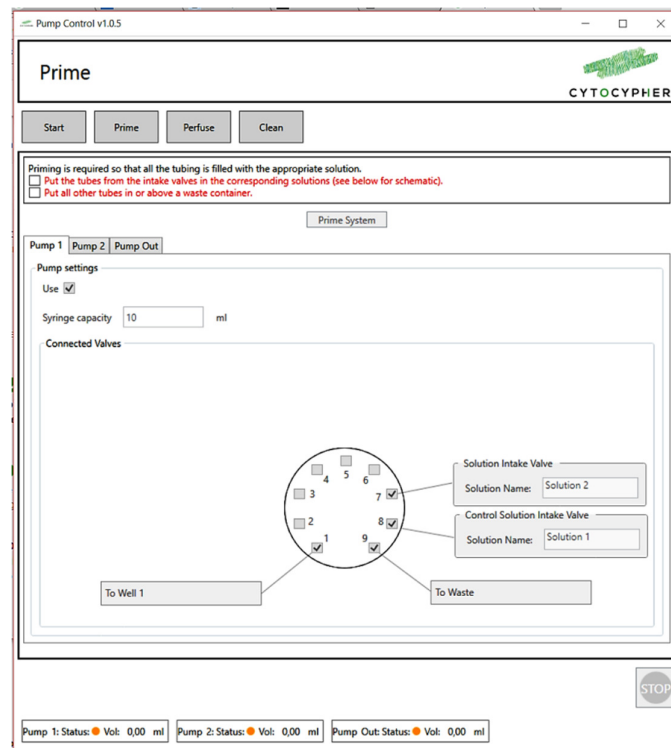 Pump Control v1.0.5
Prime
CYTOCYPHER
Start Prime Perfuse Clean
Priming is required so that all the tubing is filled with the appropriate solution.
Put the tubes from the intake valves in the corresponding solutions (see below for schematic).
Put all other tubes in or above a waste container.
Prime System
Pump 1 Pump 2 Pump Out
Pump settings
Use
Syringe capacity 10 ml
Connected Valves
5
4 6
3 7
2 8
1 9
Solution Intake Valve
Solution Name: Solution 2
Control Solution Intake Valve
Solution Name: Solution 1
To Well 1 To Waste
STOP
Pump 1: Status: Vol: 0,00 ml Pump 2: Status: Vol: 0,00 ml Pump Out: Status: Vol: 0,00 ml